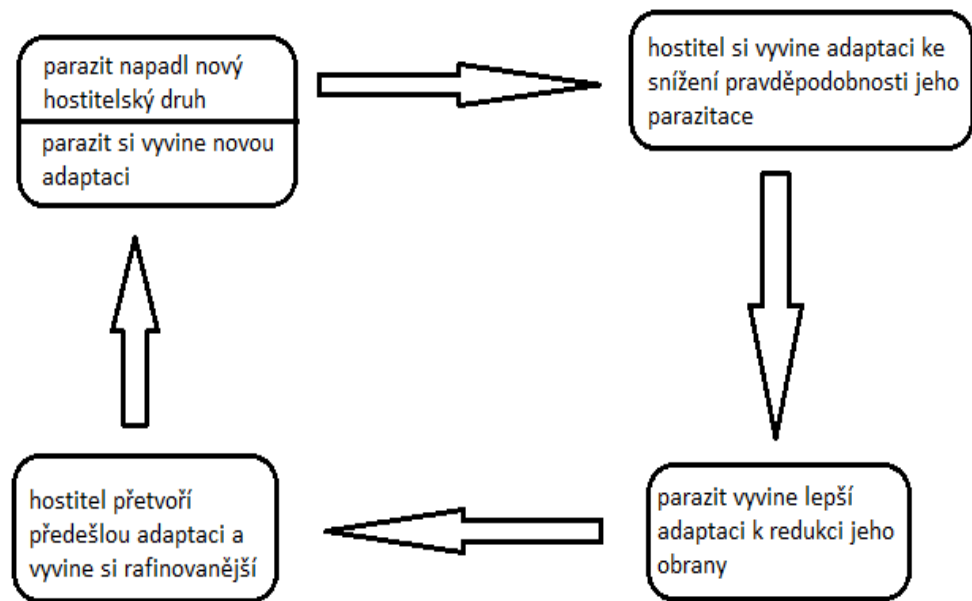 parazit napadl nový
hostitelský druh
parazit si vyvine novou
adaptaci
hostitel si vyvine adaptaci ke
snížení pravděpodobnosti jeho
parazitace
parazit vyvine lepší
adaptaci k redukci jeho
obrany
hostitel přetvoří
předešlou adaptaci a
vyvine si rafinovanější